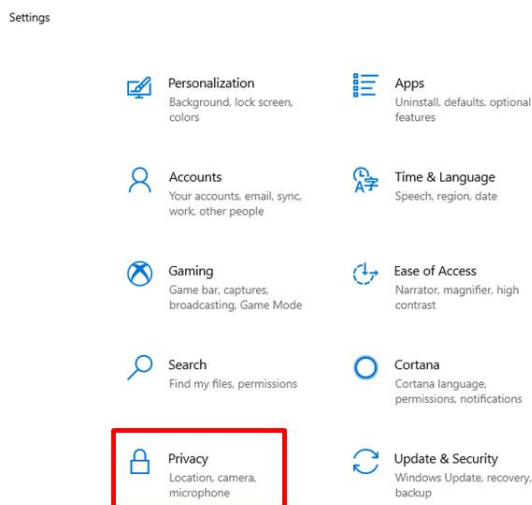 Settings
Personalization
Background, lock screen,
colors
Apps
Uninstall, defaults, optional
features
Accounts
Your accounts, email, sync,
work, other people
Time & Language
Speech, region, date
Gaming
Game bar, captures,
broadcasting, Game Mode
Ease of Access
Narrator, magnifier, high
contrast
Search
Find my files, permissions
Cortana
Cortana language,
permissions, notifications
Privacy
Location, camera,
microphone
Update & Security
Windows Update, recovery,
backup